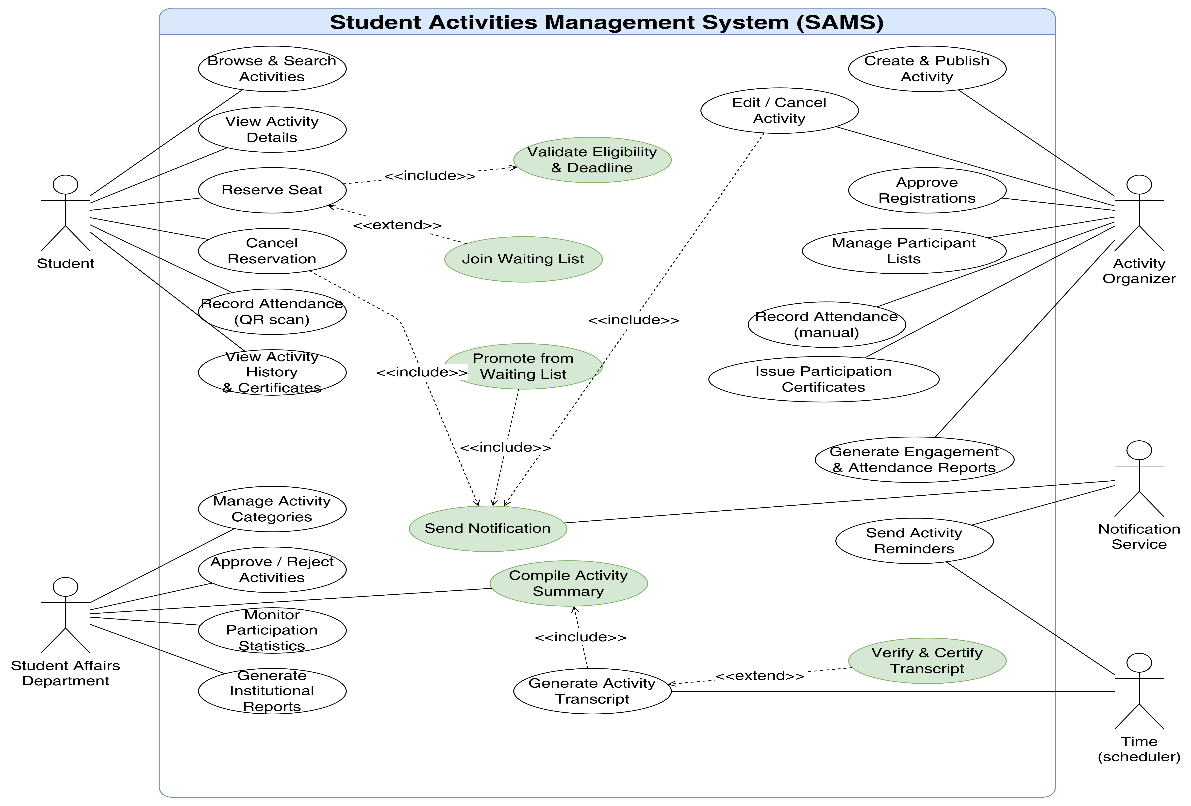 Student Activities Management System (SAMS)
Browse & Search
Activities
View Activity
Details
Reserve Seat
Cancel
Reservation
Record Attendance
(QR scan)
View Activity
History
& Certificates
Student
<<include>>
Validate Eligibility
& Deadline
<<extend>>
Join Waiting List
Promote from
Waiting List
<<include>>
<<include>>
<<include>>
Send Notification
Create & Publish
Activity
Edit / Cancel
Activity
Approve
Registrations
Manage Participant
Lists
Record Attendance
(manual)
Issue Participation
Certificates
Generate Engagement
& Attendance Reports
Activity
Organizer
Send Activity
Reminders
Notification
Service
Manage Activity
Categories
Approve / Reject
Activities
Monitor
Participation
Statistics
Generate
Institutional
Reports
Student Affairs
Department
Compile Activity
Summary
<<include>>
Generate Activity
Transcript
<<extend>>
Verify & Certify
Transcript
Time
(scheduler)